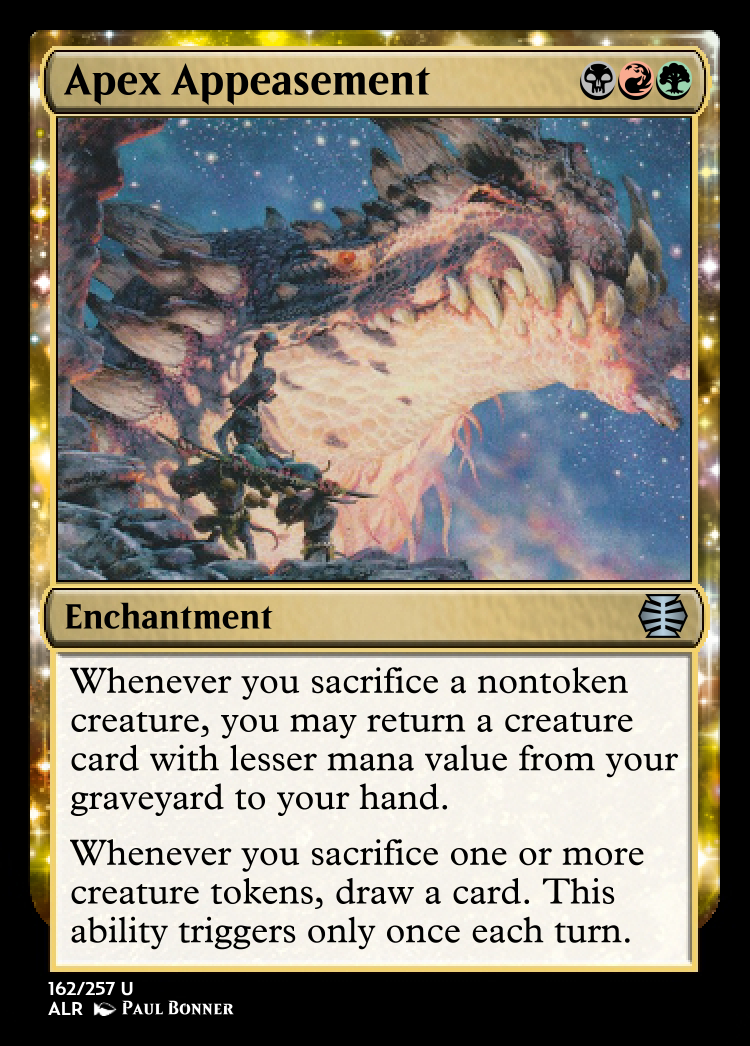 Apex Appeasement
Enchantment
Whenever you sacrifice a nontoken
creature, you may return a creature
card with lesser mana value from your
graveyard to your hand.
Whenever you sacrifice one or more
creature tokens, draw a card. This
ability triggers only once each turn.
162/257 U
ALR Paul Bonner